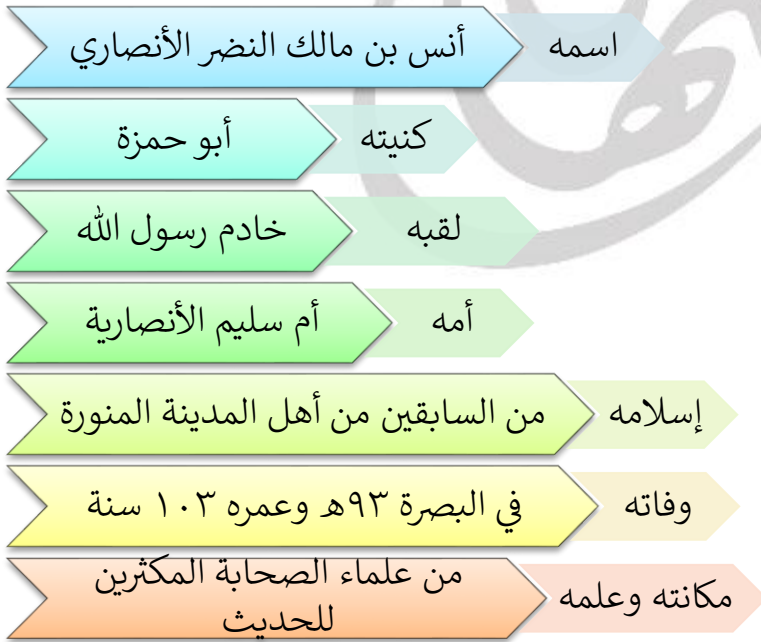 اسمه
أنس بن مالك النضر الأنصاري
كنيته
أبو حمزة
لقبه
خادم رسول الله
أمه
أم سليم الأنصارية
إسلامه
من السابقين من أهل المدينة المنورة
وفاته
في البصرة ٩٣هـ وعمره ١٠٣ سنة
مكانته وعلمه
من علماء الصحابة المكثرين
للحديث